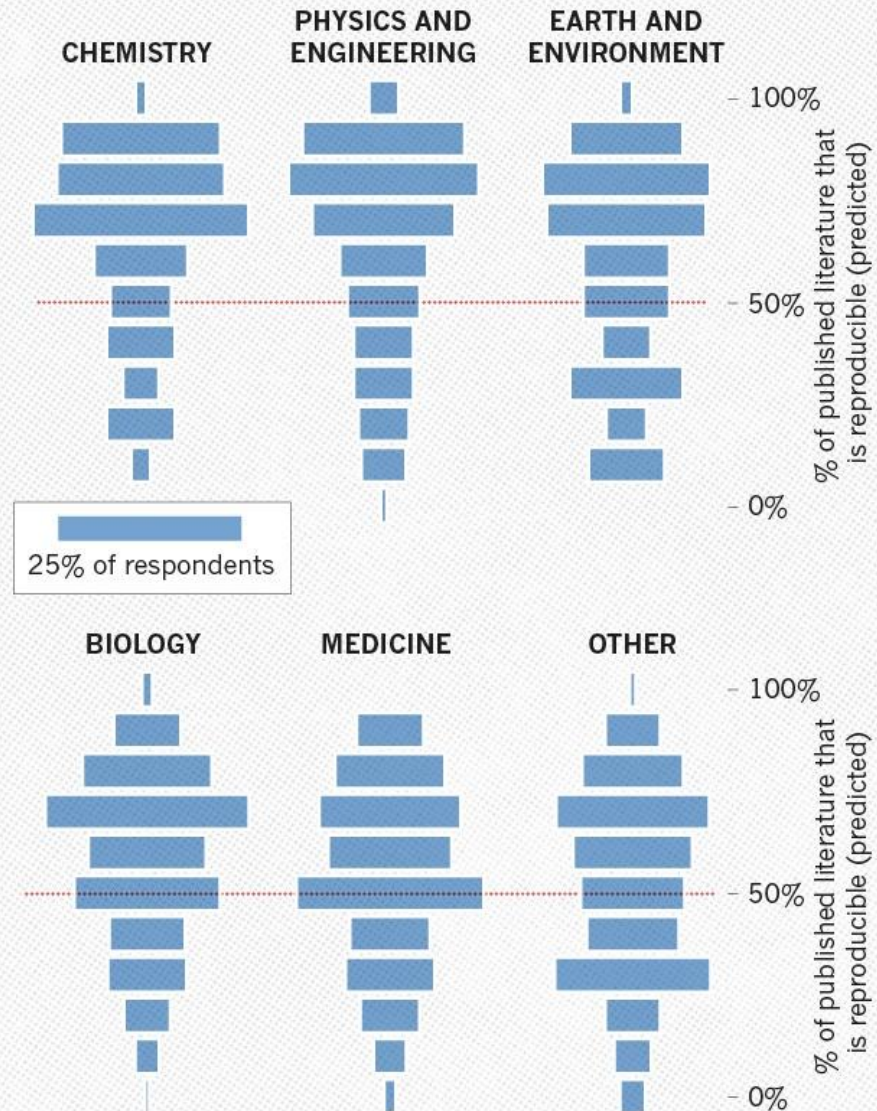 CHEMISTRY
PHYSICS AND
ENGINEERING
EARTH AND
ENVIRONMENT
100%
50%
0%
% of published literature that
is reproducible (predicted)
25% of respondents
BIOLOGY
MEDICINE
OTHER
100%
50%
0%
% of published literature that
is reproducible (predicted)